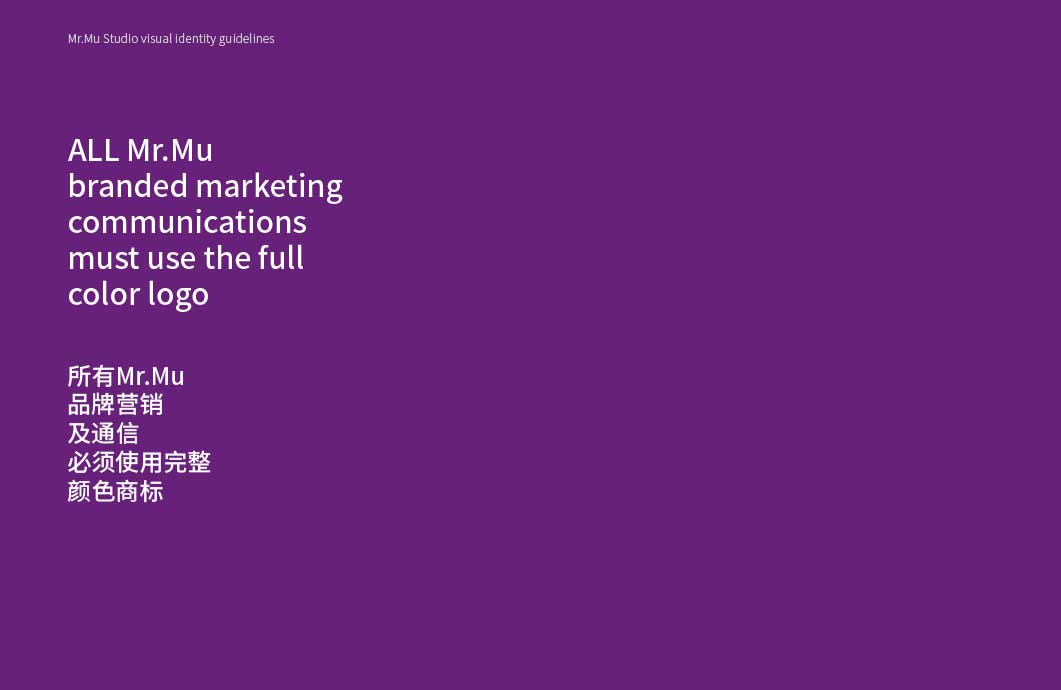 Mr.Mu Studio visual identity guidelines
ALL Mr.Mu
branded marketing
communications
must use the full
color logo
所有Mr.Mu
品牌营销
及通信
必须使用完整
颜色商标